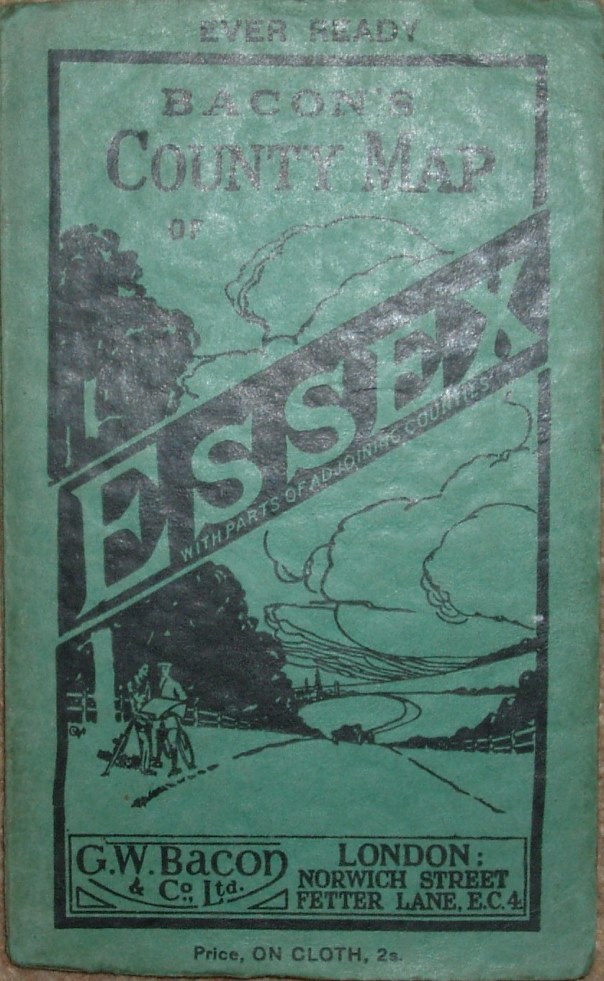 EVER READY
BACON'S
COUNTY MAP
OF
ESSEX
WITH PARTS OF ADJOINING COUNTIES
G.W. Bacon
& Co., Ltd.
LONDON:
NORWICH STREET
FETTER LANE, E.C.4
Price, ON CLOTH, 2s.